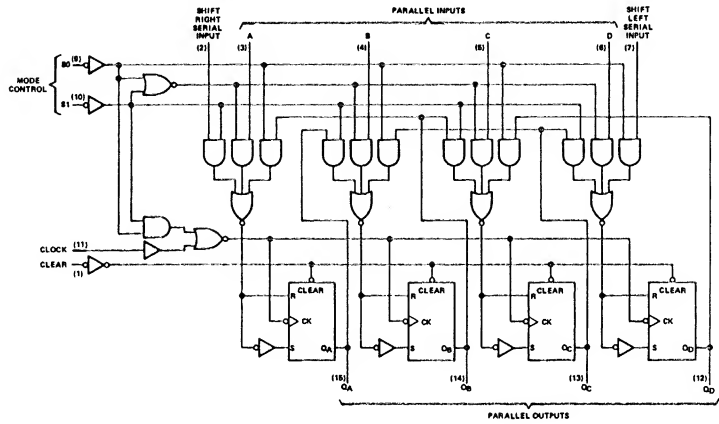 SHIFT
RIGHT
SERIAL
INPUT
(2)
PARALLEL INPUTS
A
(3)
B
(4)
C
(5)
D
(6)
SHIFT
LEFT
SERIAL
INPUT
(7)
MODE
CONTROL
S0 (9)
S1 (10)
CLOCK (11)
CLEAR
(1)
CLEAR
R
CK
S
QA
CLEAR
R
CK
S
QB
CLEAR
R
CK
S
QC
CLEAR
R
CK
S
QD
(15)
QA
(14)
QB
(13)
QC
(12)
QD
PARALLEL OUTPUTS